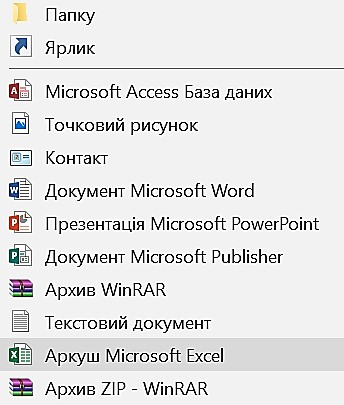 Папку
Ярлик
Microsoft Access База даних
Точковий рисунок
Контакт
Документ Microsoft Word
Презентація Microsoft PowerPoint
Документ Microsoft Publisher
Архив WinRAR
Текстовий документ
Аркуш Microsoft Excel
Архив ZIP - WinRAR